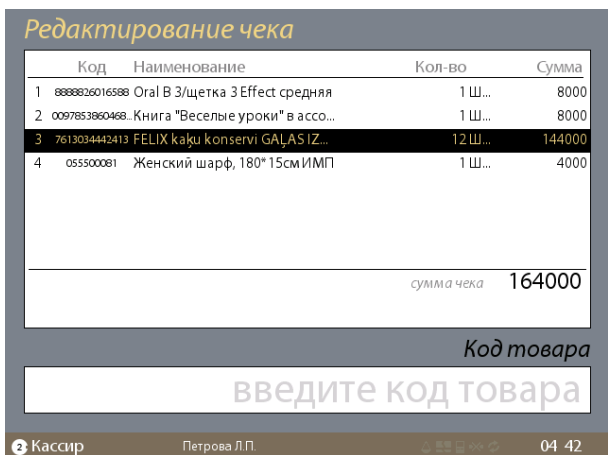 Редактирование чека
Код Наименование Кол-во Сумма
1 8888826016588 Oral B 3/щетка 3 Effect средняя 1 Ш... 8000
2 0097853860468... Книга "Веселые уроки" в ассо... 1 Ш... 8000
3 7613034442413 FELIX kaķu konservi GAĻAS IZ... 12 Ш... 144000
4 055500081 Женский шарф, 180*15см ИМП 1 Ш... 4000
сумма чека 164000
Код товара
введите код товара
2 Кассир Петрова Л.П. 04 42